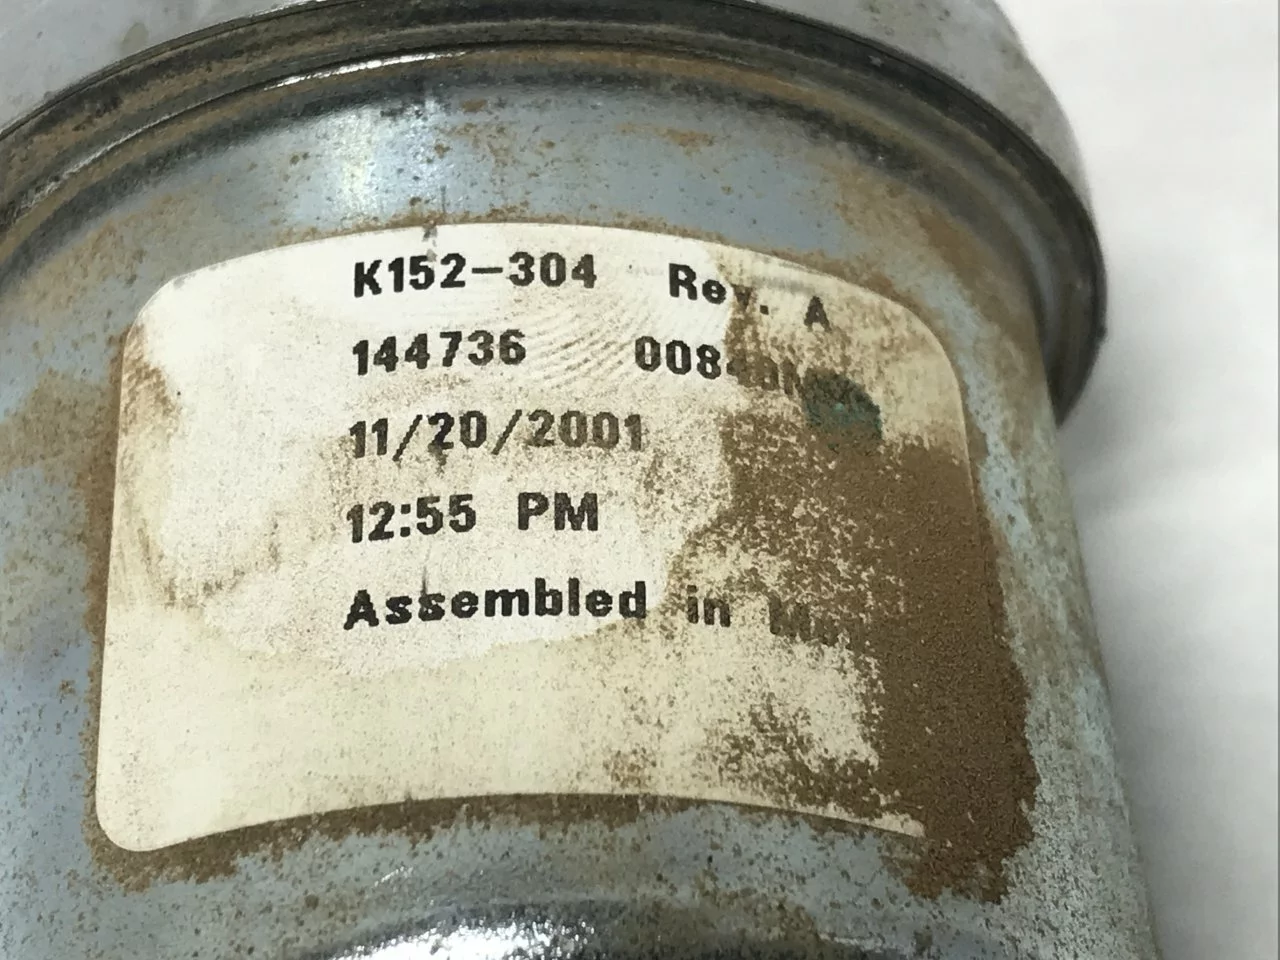 K152-304 Rev. A
144736
11/20/2001
12:55 PM
Assembled in